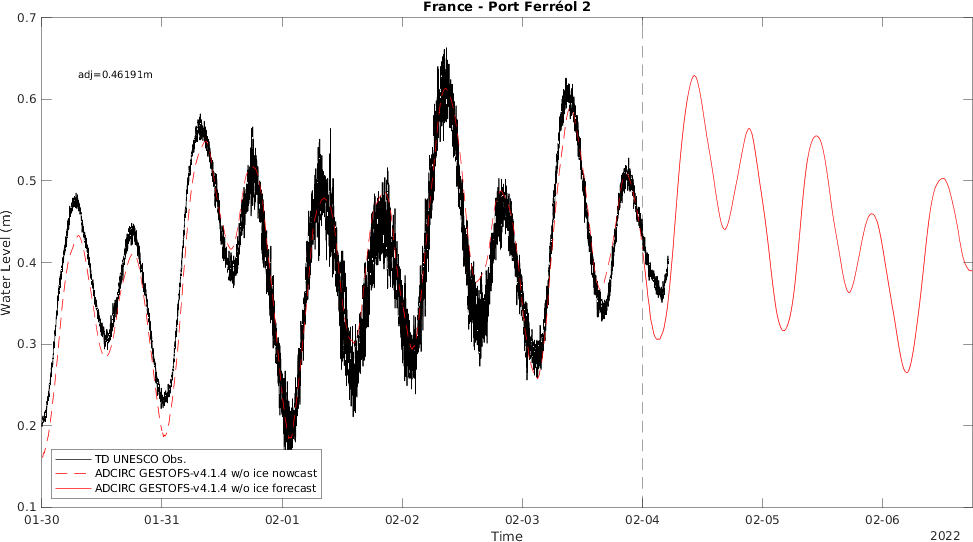 France - Port Ferréol 2
0.7
0.6
0.5
0.4
0.3
0.2
0.1
Water Level (m)
adj=0.46191m
TD UNESCO Obs.
ADCIRC GESTOFS-v4.1.4 w/o ice nowcast
ADCIRC GESTOFS-v4.1.4 w/o ice forecast
01-30 01-31 02-01 02-02 02-03 02-04 02-05 02-06
Time
2022